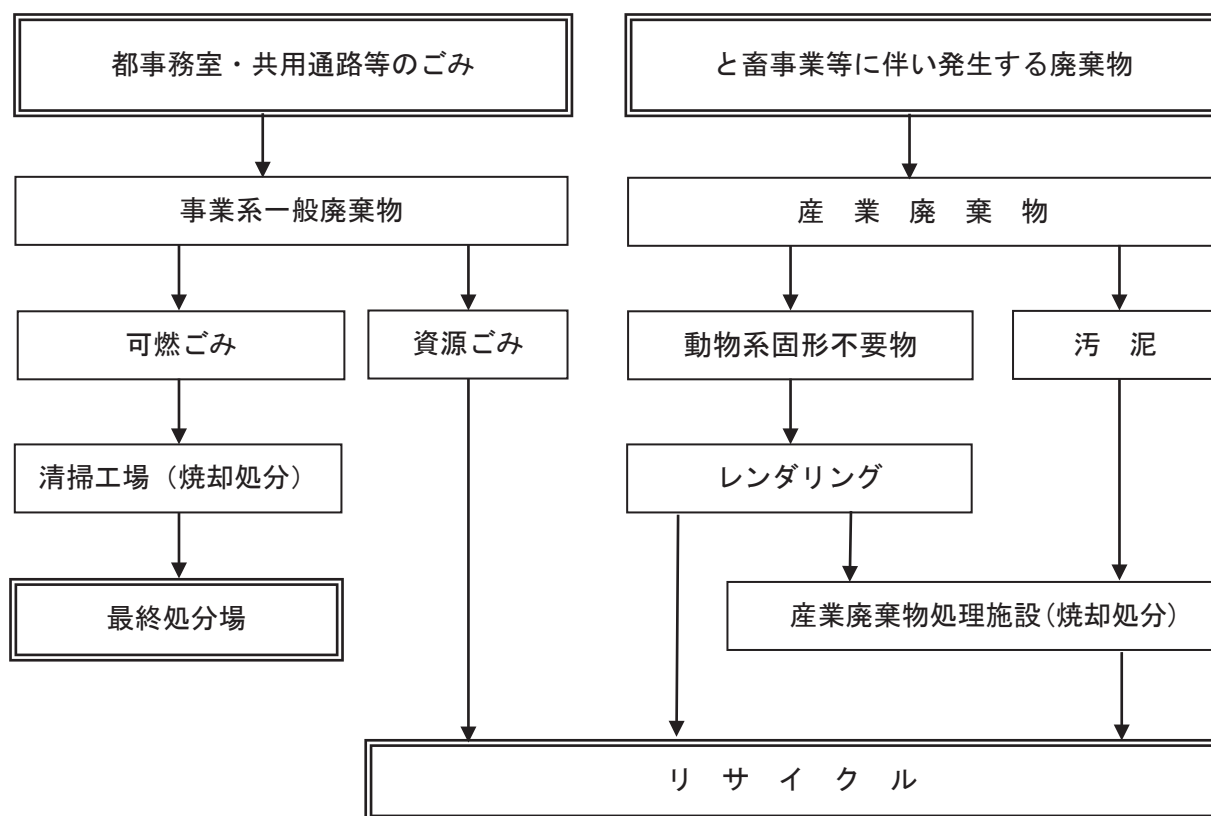 都事務室・共用通路等のごみ
と畜事業等に伴い発生する廃棄物
事業系一般廃棄物
産　業　廃　棄　物
可燃ごみ
資源ごみ
動物系固形不要物
汚　泥
清掃工場（焼却処分）
レンダリング
最終処分場
産業廃棄物処理施設（焼却処分）
リ　サ　イ　ク　ル